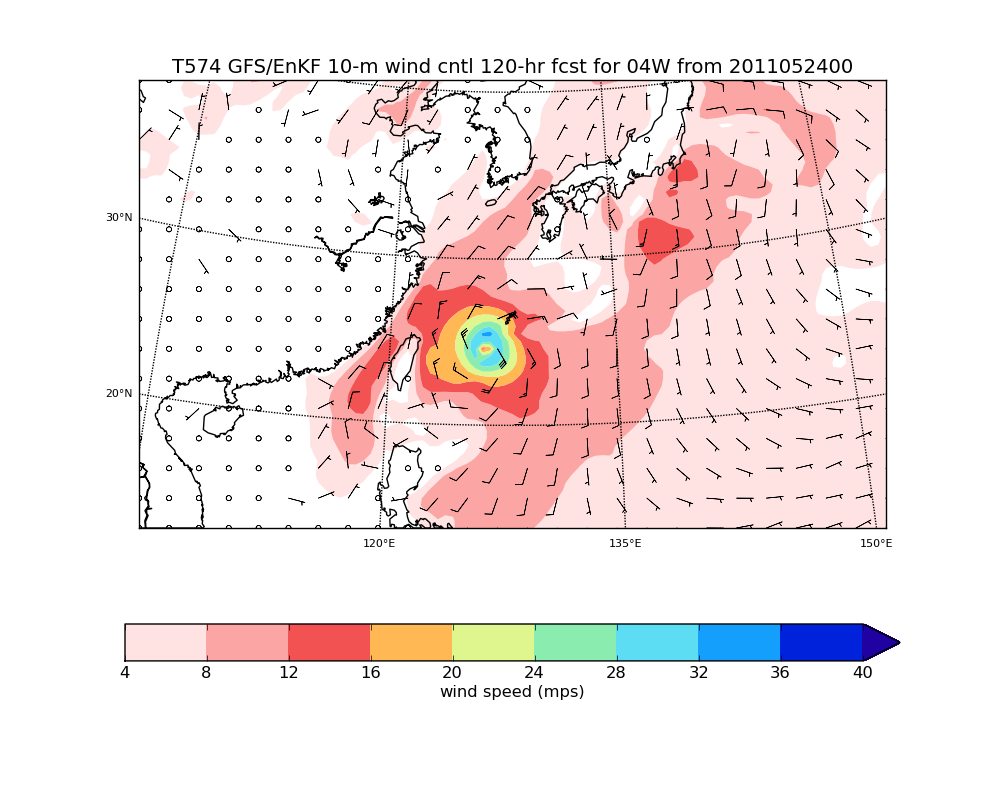 T574 GFS/EnKF 10-m wind cntl 120-hr fcst for 04W from 2011052400
30°N
20°N
120°E 135°E 150°E
4 8 12 16 20 24 28 32 36 40
wind speed (mps)